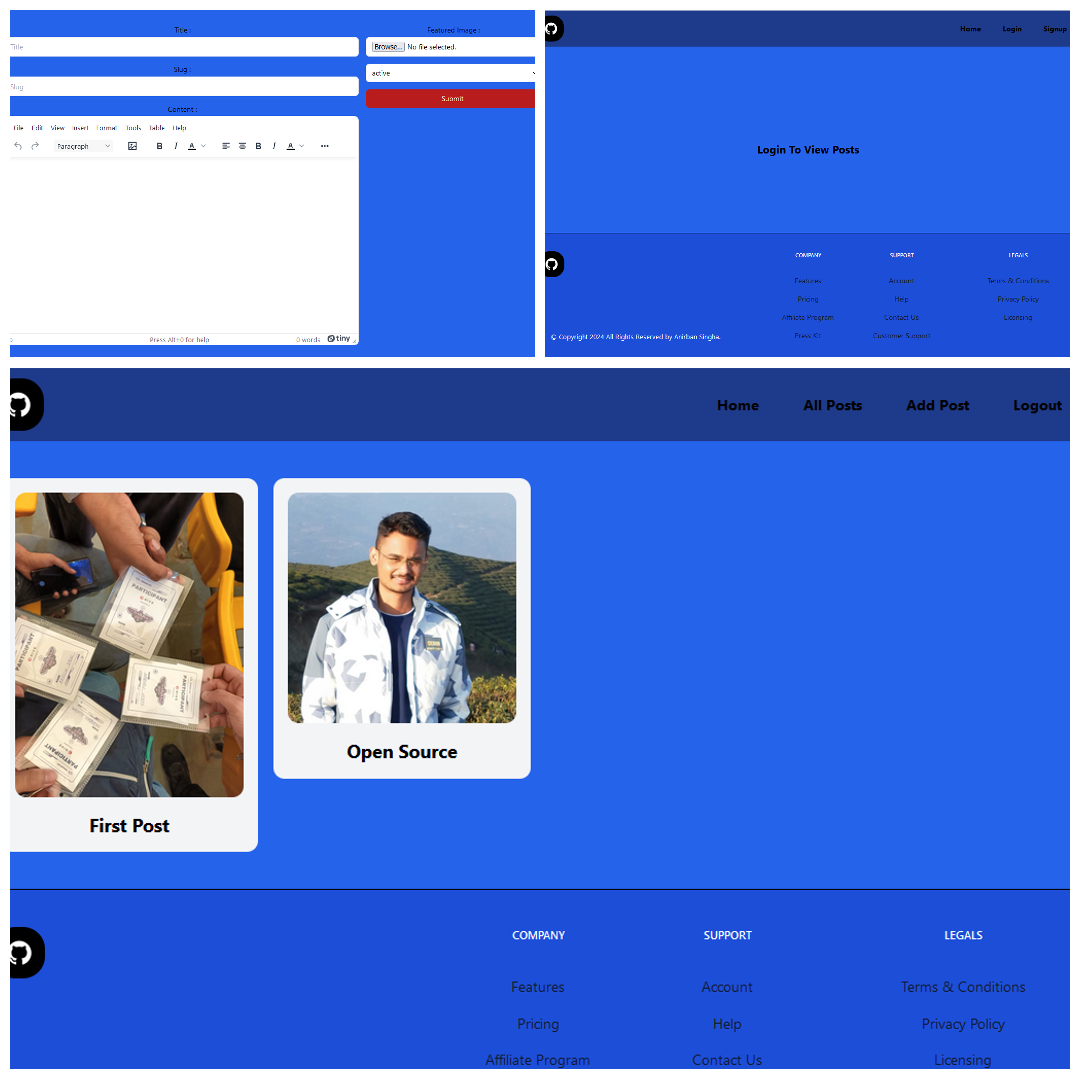 Title :
Title
Slug :
Slug
Content :
File Edit View Insert Format Tools Table Help
Paragraph
B I A B I A
Press Alt+0 for help 0 words tiny
Featured Image :
Browse... No file selected.
active
Submit
Home Login Signup
Login To View Posts
COMPANY SUPPORT LEGALS
Features Account Terms & Conditions
Pricing Help Privacy Policy
Affiliate Program Contact Us Licensing
Press Kit Customer Support
© Copyright 2024 All Rights Reserved by Anirban Singha.
Home All Posts Add Post Logout
PARTICIPANT
PARTICIPANT
PARTICIPANT
PARTICIPANT
First Post
Open Source
COMPANY SUPPORT LEGALS
Features Account Terms & Conditions
Pricing Help Privacy Policy
Affiliate Program Contact Us Licensing